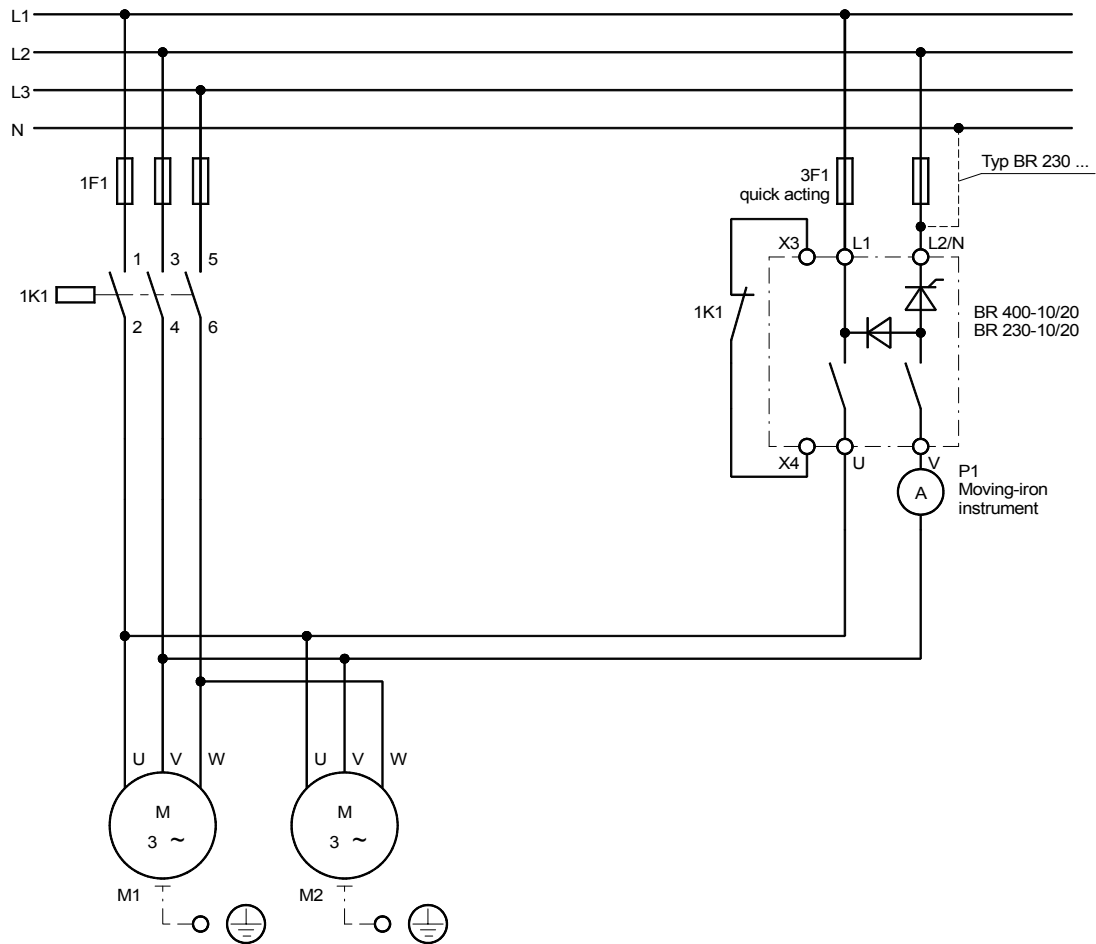 L1
L2
L3
N
1F1
3F1
quick acting
Typ BR 230 ...
X3
L1
L2/N
1
3
5
1K1
2
4
6
1K1
BR 400-10/20
BR 230-10/20
X4
U
V
P1
Moving-iron
instrument
A
U
V
W
U
V
W
M
3 ~
M
3 ~
M1
M2